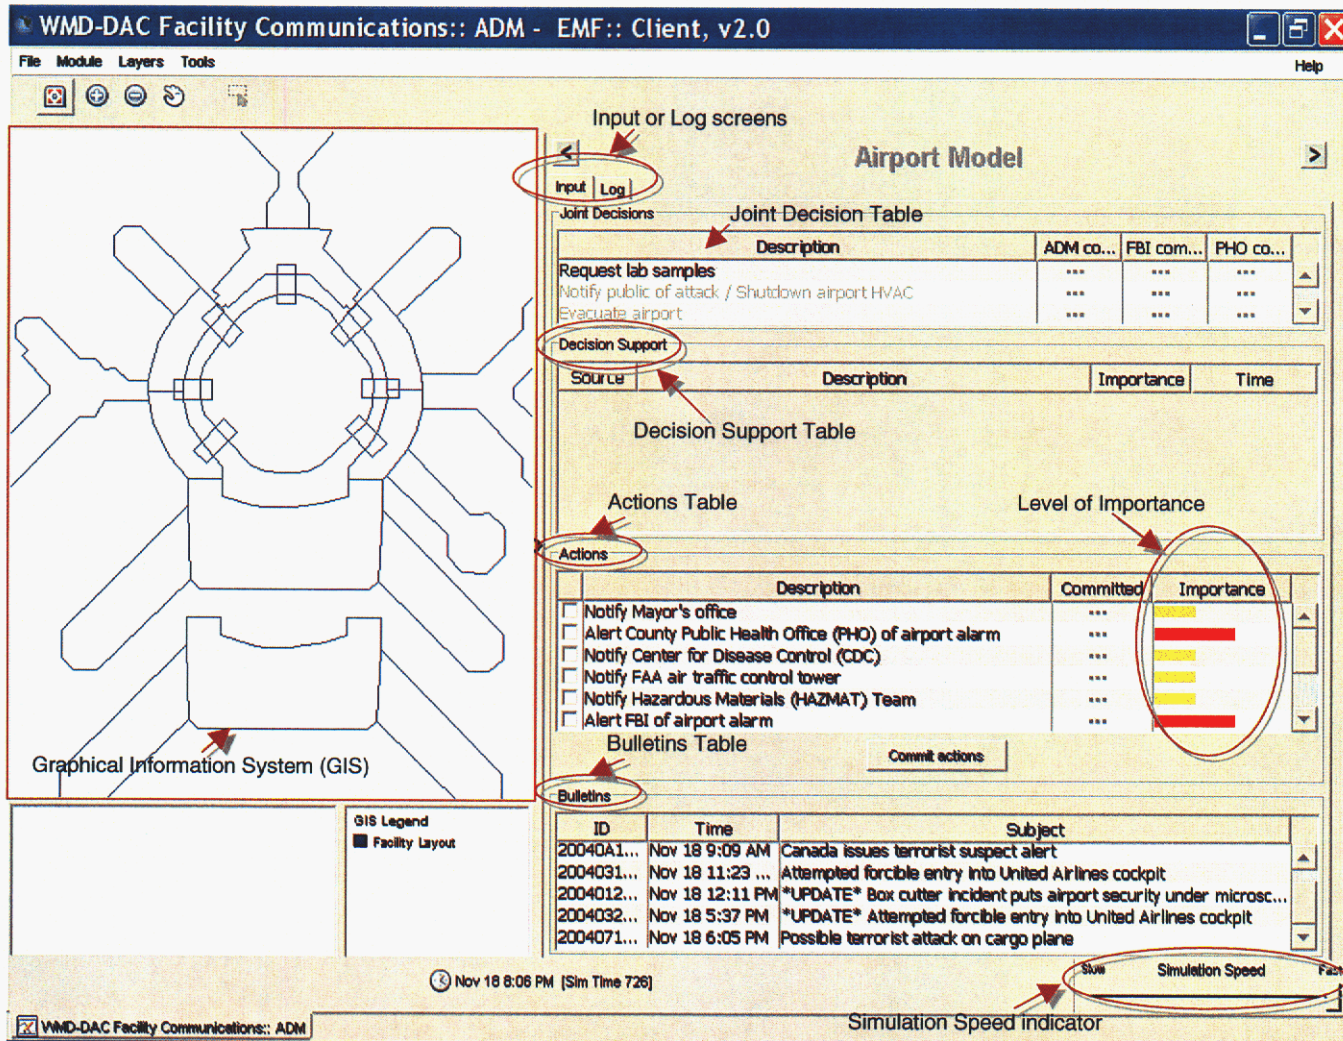 WMD-DAC Facility Communications:: ADM - EMF:: Client, v2.0
File Module Layers Tools
Help
Input or Log screens
< Airport Model >
Input Log
Joint Decisions
Joint Decision Table
Description ADM co... FBI com... PHO co...
Request lab samples *** *** ***
Notify public of attack / Shutdown airport HVAC *** *** ***
Evacuate airport *** *** ***
Decision Support
Source Description Importance Time
Decision Support Table
Actions Table
Level of Importance
Actions
Description Committed Importance
Notify Mayor's office ***
Alert County Public Health Office (PHO) of airport alarm ***
Notify Center for Disease Control (CDC) ***
Notify FAA air traffic control tower ***
Notify Hazardous Materials (HAZMAT) Team ***
Alert FBI of airport alarm ***
Bulletins Table
Commit actions
Graphical Information System (GIS)
Bulletins
GIS Legend
Facility Layout
ID Time Subject
20040A1... Nov 18 9:09 AM Canada issues terrorist suspect alert
2004031... Nov 18 11:23 ... Attempted forcible entry into United Airlines cockpit
2004012... Nov 18 12:11 PM *UPDATE* Box cutter incident puts airport security under microsc...
2004032... Nov 18 5:37 PM *UPDATE* Attempted forcible entry into United Airlines cockpit
2004071... Nov 18 6:05 PM Possible terrorist attack on cargo plane
Nov 18 8:06 PM [Sim Time 726]
Slow Simulation Speed Fast
Simulation Speed indicator
WMD-DAC Facility Communications:: ADM